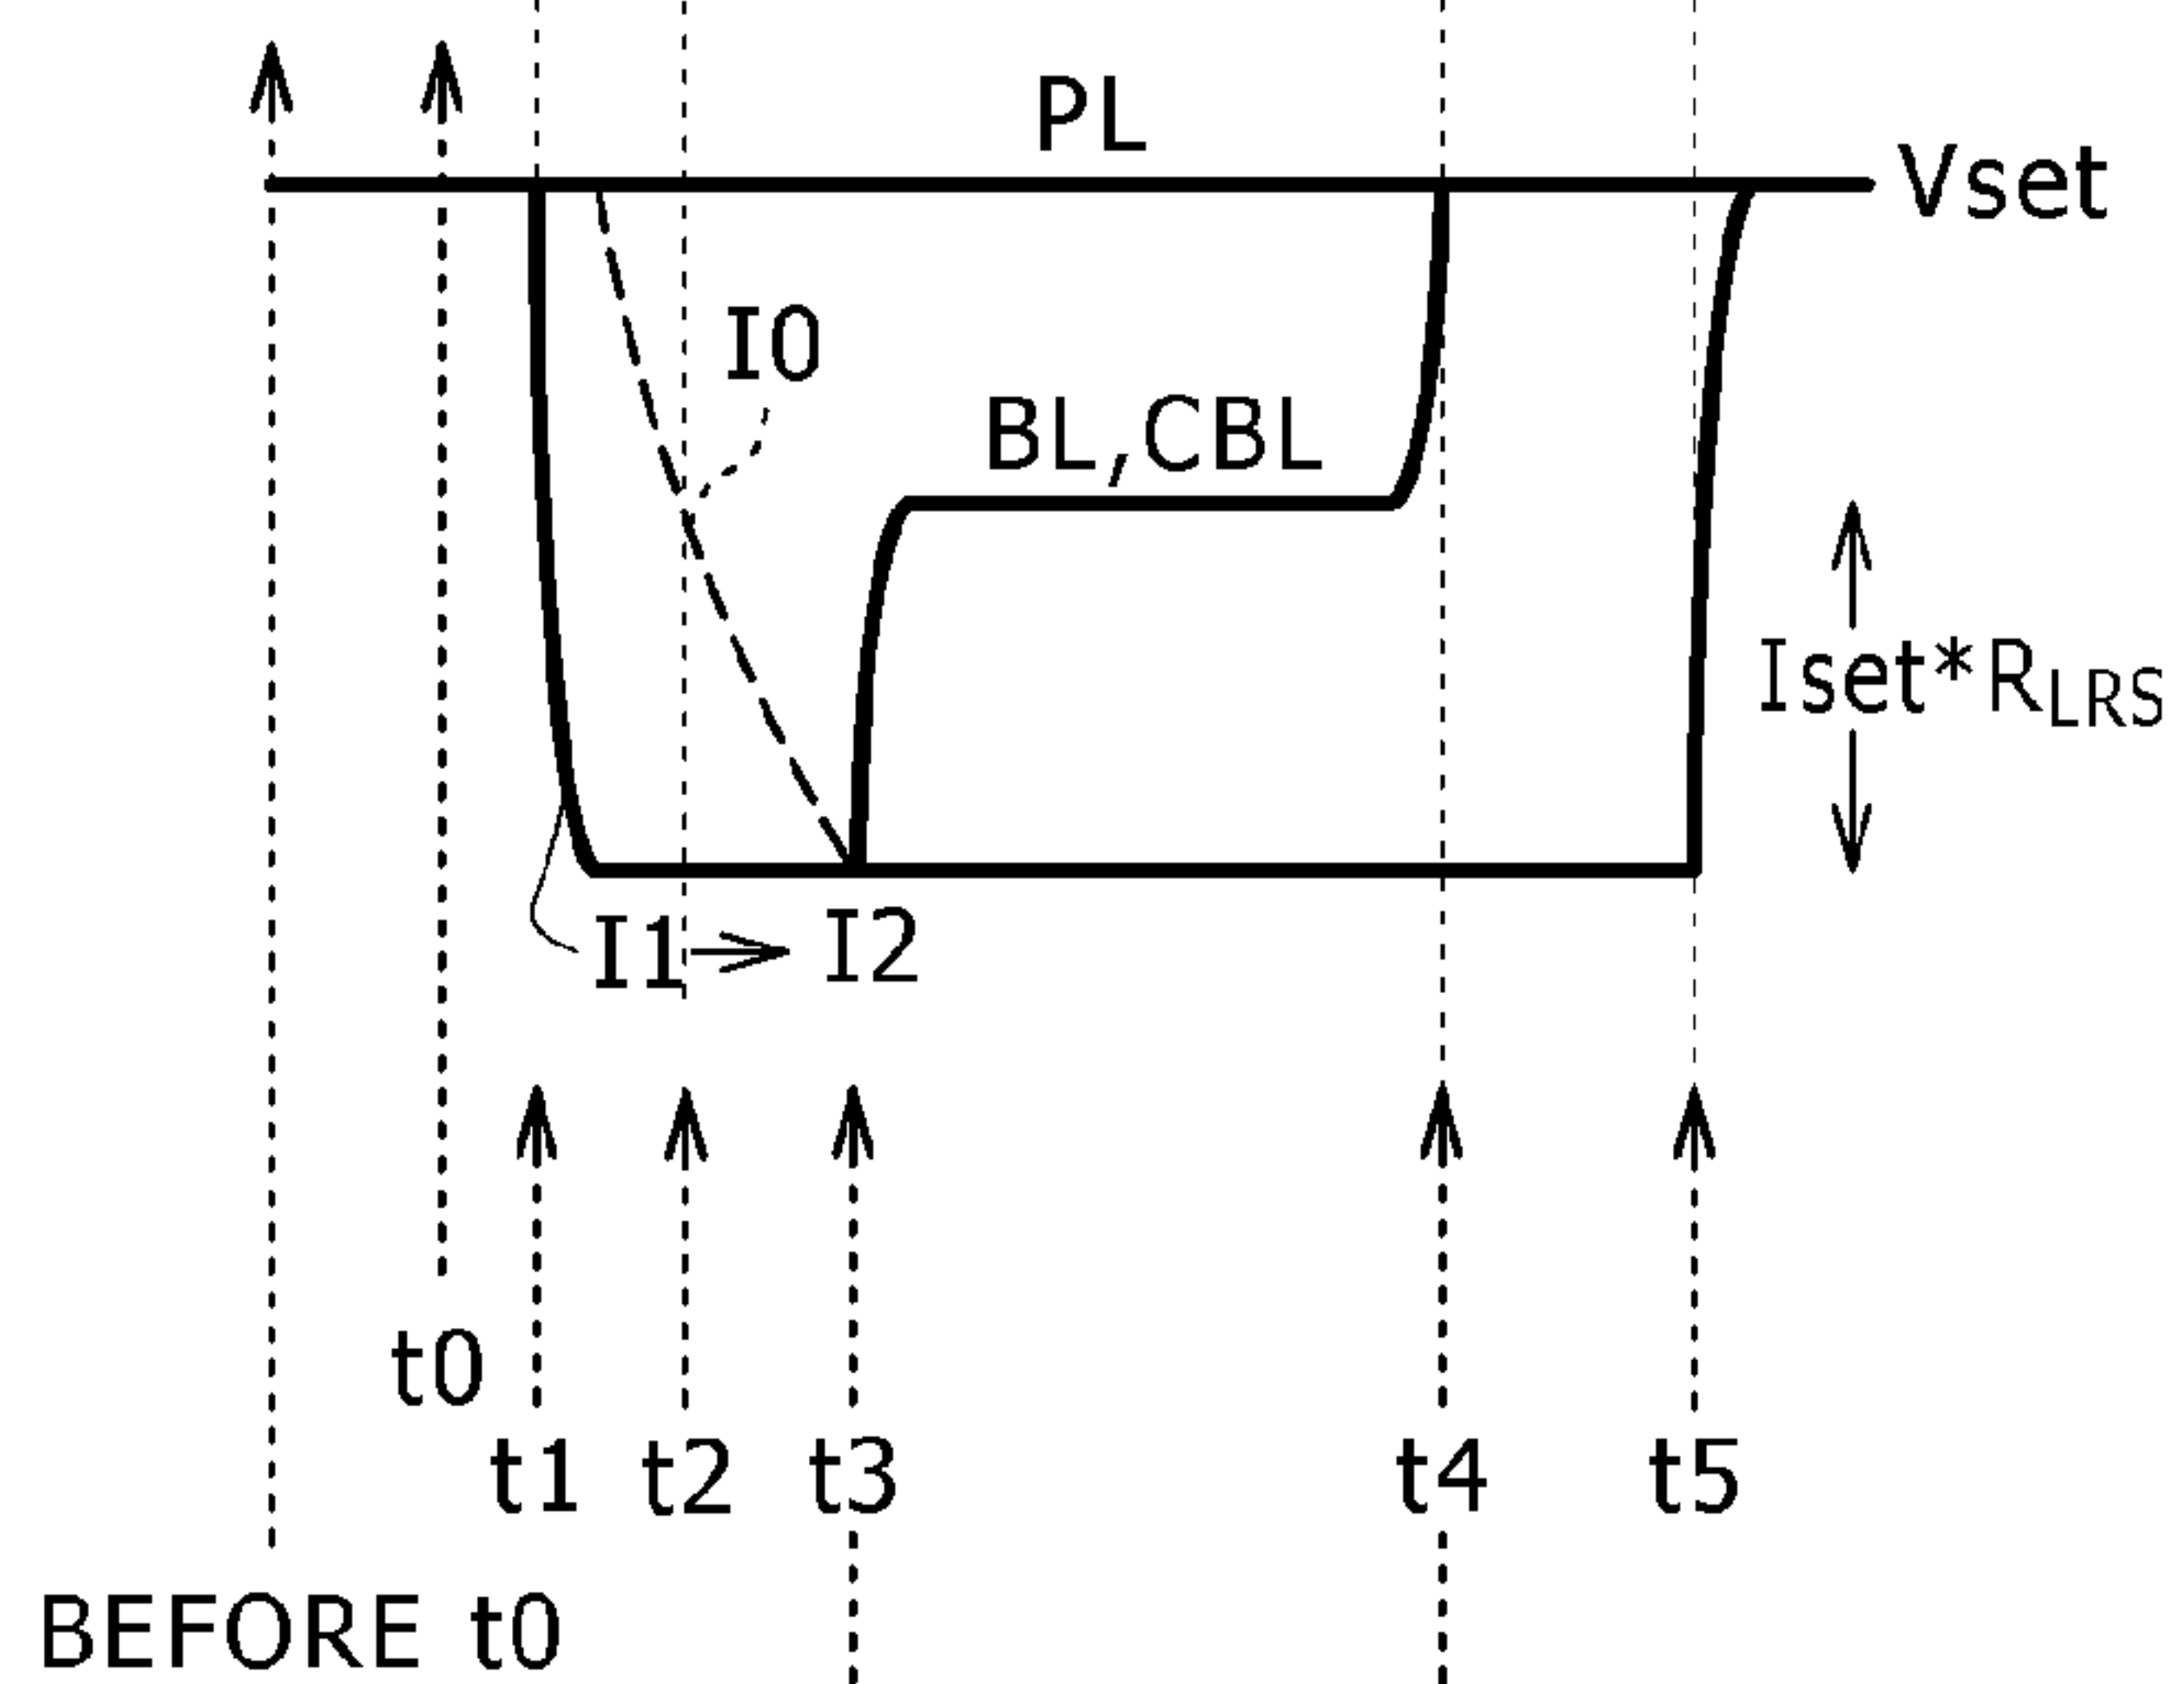 PL
Vset
I0
BL,CBL
Iset*RLRS
I1 I2
t0
t1 t2 t3 t4 t5
BEFORE t0